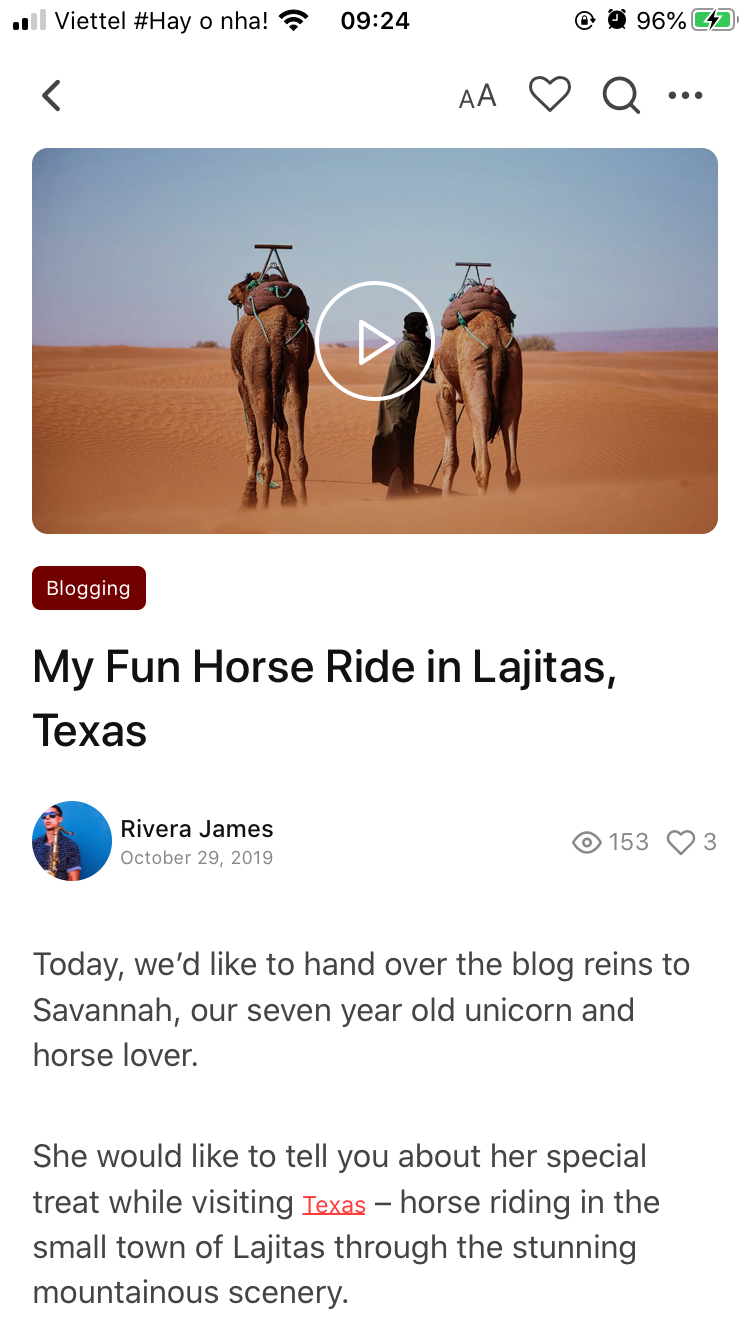 Viettel #Hay o nha! 09:24 96%
AA
Blogging
My Fun Horse Ride in Lajitas,
Texas
Rivera James
October 29, 2019
153 3
Today, we’d like to hand over the blog reins to
Savannah, our seven year old unicorn and
horse lover.
She would like to tell you about her special
treat while visiting Texas – horse riding in the
small town of Lajitas through the stunning
mountainous scenery.